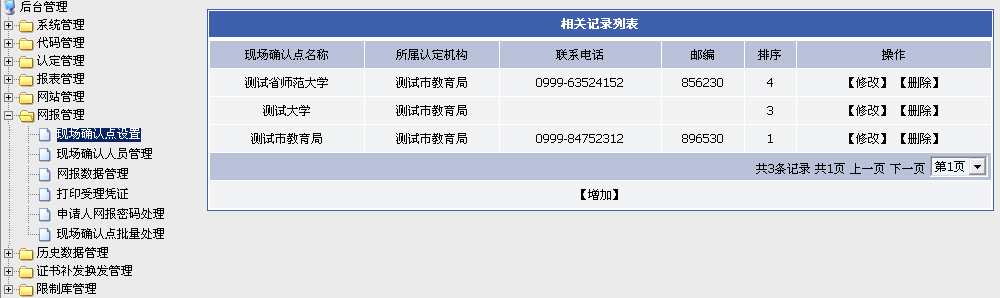 后台管理
系统管理
代码管理
认定管理
报表管理
网站管理
网报管理
现场确认点设置
现场确认人员管理
网报数据管理
打印受理凭证
申请人网报密码处理
现场确认点批量处理
历史数据管理
证书补发换发管理
限制库管理
相关记录列表
现场确认点名称 所属认定机构 联系电话 邮编 排序 操作
测试省师范大学 测试市教育局 0999-63524152 856230 4 【修改】【删除】
测试大学 测试市教育局 3 【修改】【删除】
测试市教育局 测试市教育局 0999-84752312 896530 1 【修改】【删除】
共3条记录 共1页 上一页 下一页 第1页
【增加】